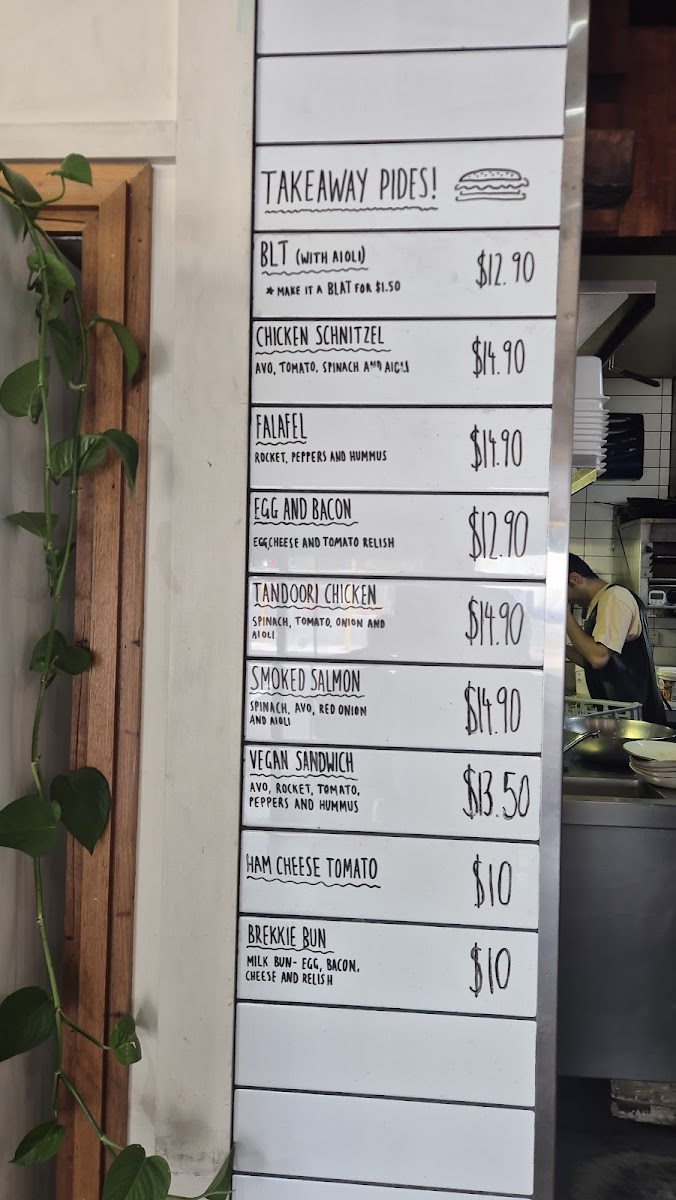 TAKEAWAY PIDES!
BLT (WITH AIOLI) $12.90
* MAKE IT A BLAT FOR $1.50
CHICKEN SCHNITZEL $14.90
AVO, TOMATO, SPINACH AND AIOLI
FALAFEL $14.90
ROCKET, PEPPERS AND HUMMUS
EGG AND BACON $12.90
EGG,CHEESE AND TOMATO RELISH
TANDOORI CHICKEN $14.90
SPINACH, TOMATO, ONION AND
AIOLI
SMOKED SALMON $14.90
SPINACH, AVO, RED ONION
AND AIOLI
VEGAN SANDWICH $13.50
AVO, ROCKET, TOMATO,
PEPPERS AND HUMMUS
HAM CHEESE TOMATO $10
BREKKIE BUN $10
MILK BUN- EGG, BACON,
CHEESE AND RELISH